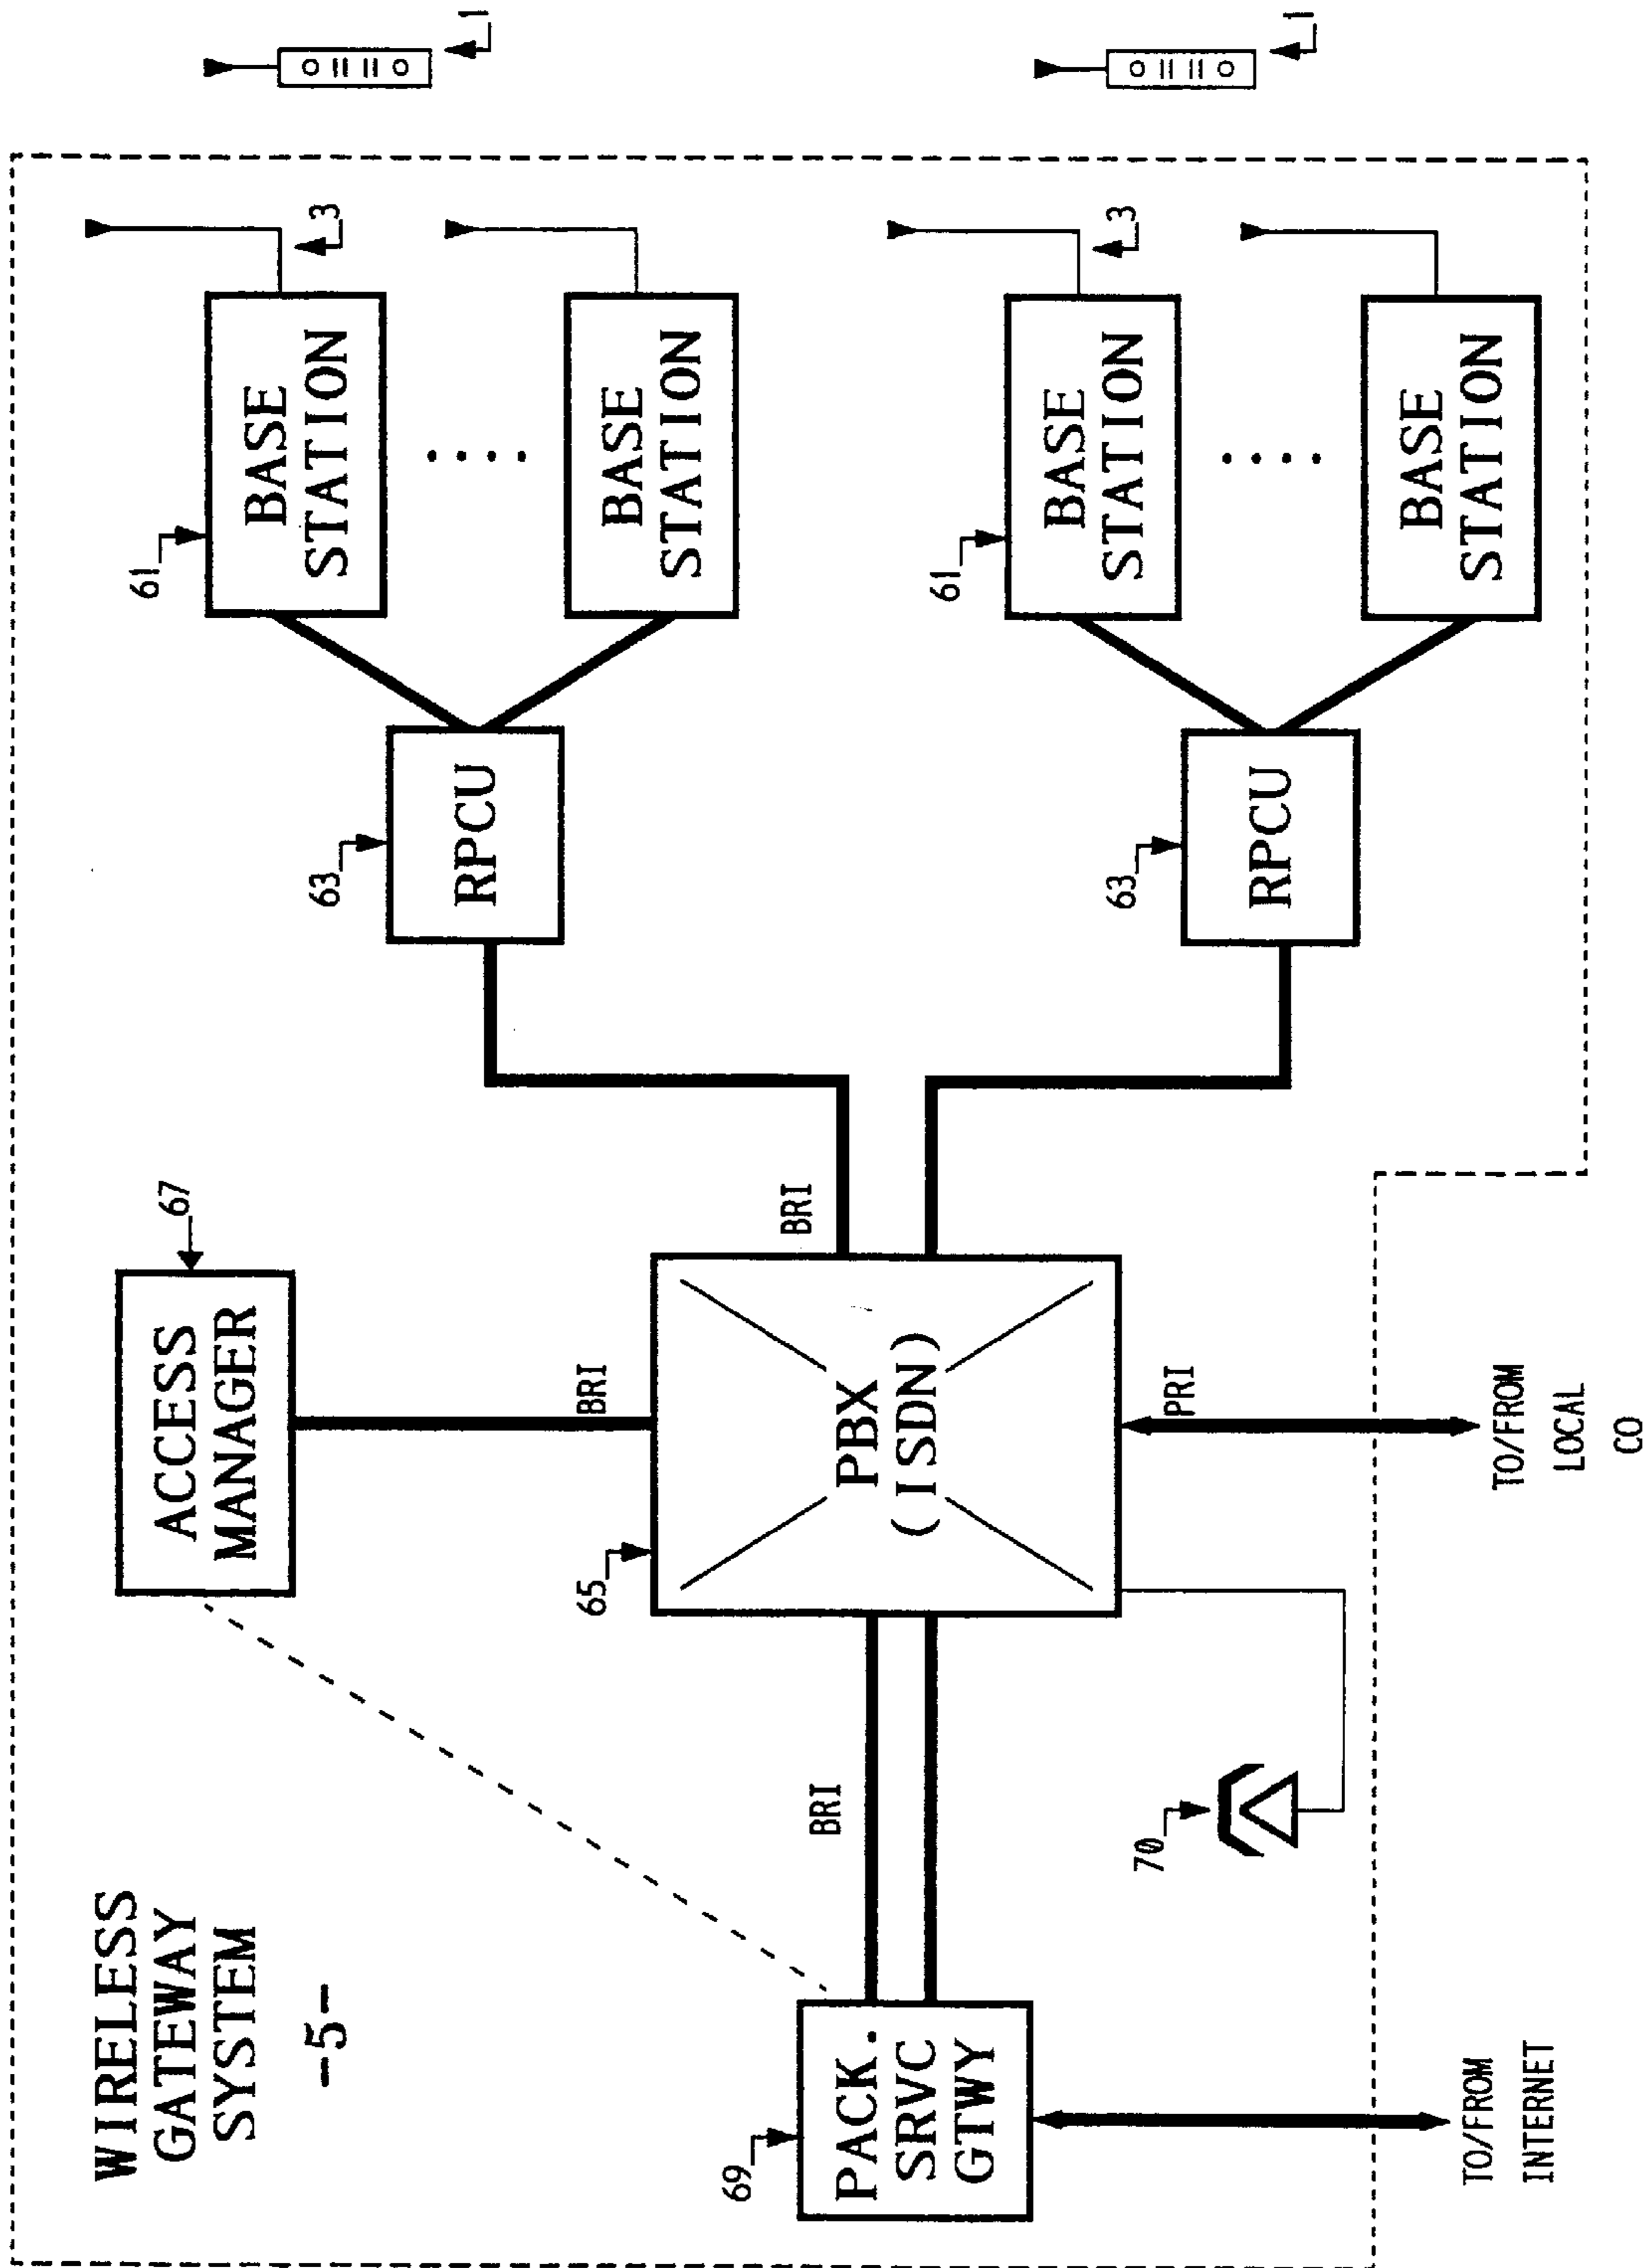 WIRELESS
GATEWAY
SYSTEM
-5-
ACCESS
MANAGER
67
BRI
65
PBX
(ISDN)
BRI
BRI
PRI
TO/FROM
LOCAL
CO
69
PACK.
SRVC
GTWY
TO/FROM
INTERNET
70
63
RPCU
63
RPCU
61
BASE
STATION
3
BASE
STATION
61
BASE
STATION
3
BASE
STATION
1
1